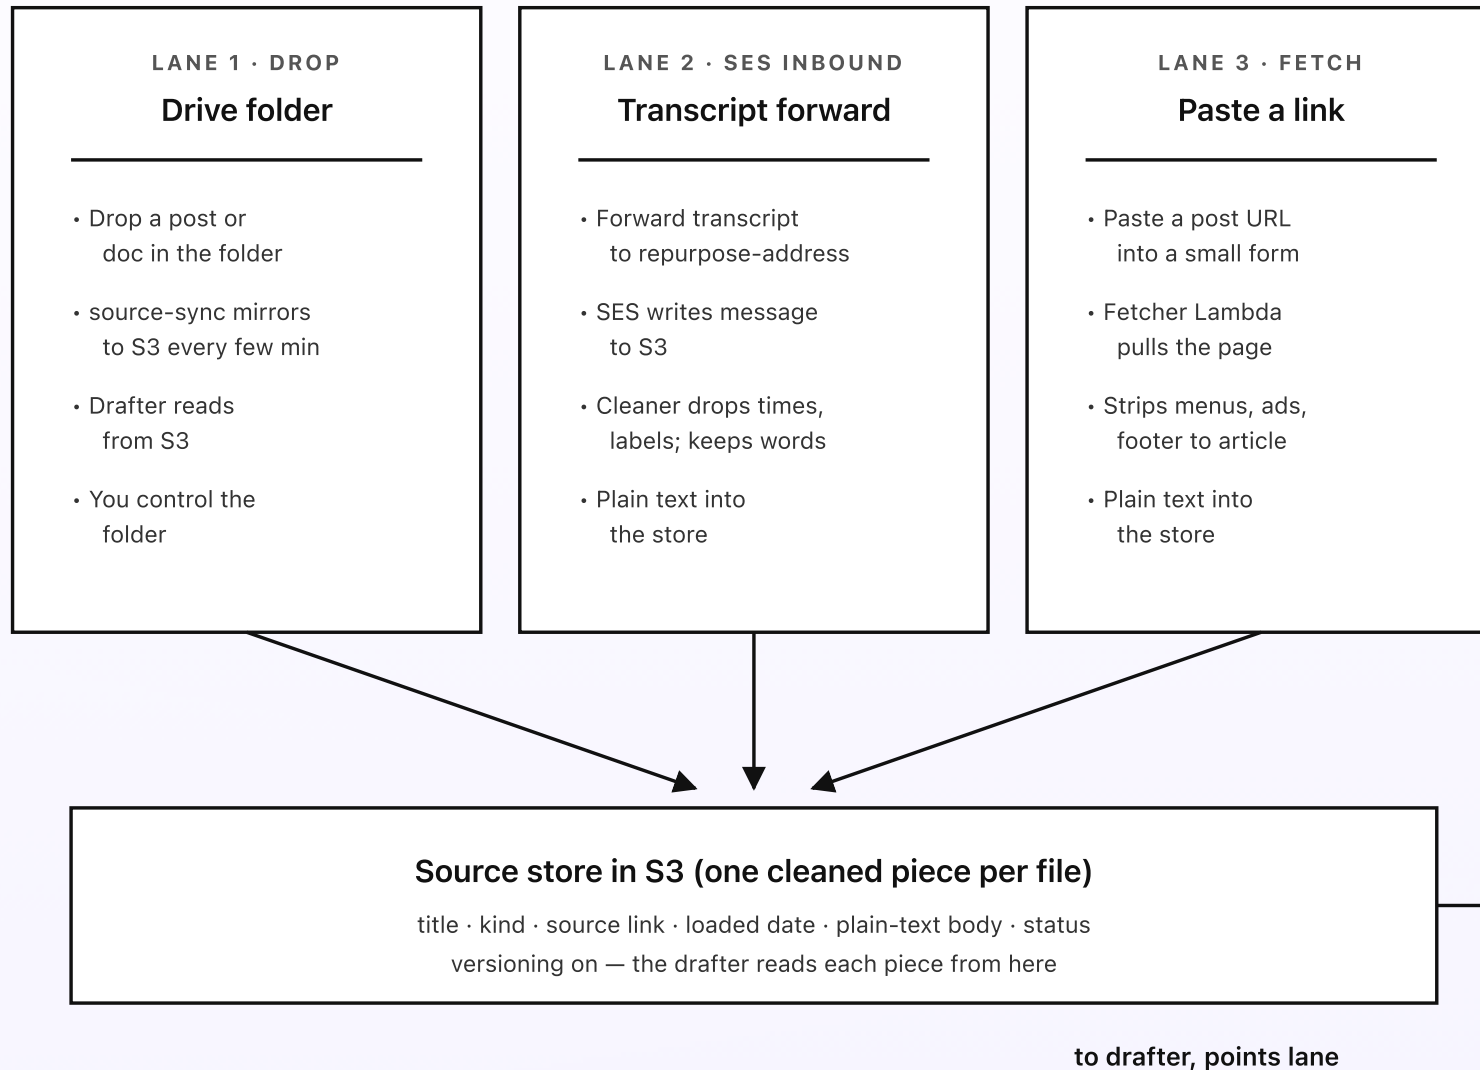 LANE 1 · DROP
Drive folder
• Drop a post or
doc in the folder
• source-sync mirrors
to S3 every few min
• Drafter reads
from S3
• You control the
folder
LANE 2 · SES INBOUND
Transcript forward
• Forward transcript
to repurpose-address
• SES writes message
to S3
• Cleaner drops times,
labels; keeps words
• Plain text into
the store
LANE 3 · FETCH
Paste a link
• Paste a post URL
into a small form
• Fetcher Lambda
pulls the page
• Strips menus, ads,
footer to article
• Plain text into
the store
Source store in S3 (one cleaned piece per file)
title · kind · source link · loaded date · plain-text body · status
versioning on — the drafter reads each piece from here
to drafter, points lane